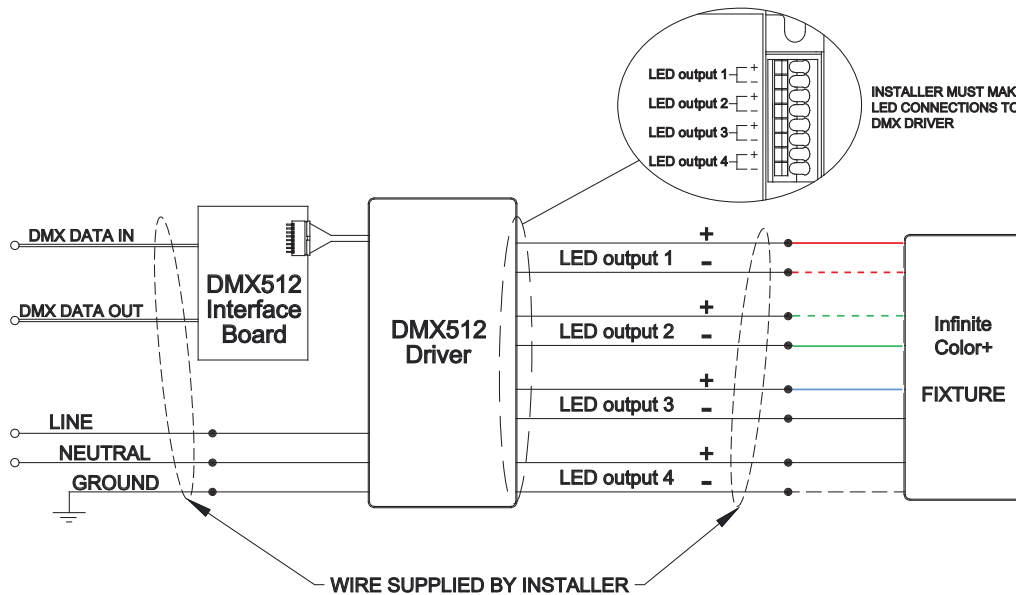 LED output 1 + -
LED output 2 + -
LED output 3 + -
LED output 4 + -
INSTALLER MUST MAK
LED CONNECTIONS TO
DMX DRIVER
DMX DATA IN
DMX DATA OUT
DMX512
Interface
Board
LINE
NEUTRAL
GROUND
DMX512
Driver
+
LED output 1
-
+
LED output 2
-
+
LED output 3
-
+
LED output 4
-
Infinite
Color+
FIXTURE
WIRE SUPPLIED BY INSTALLER